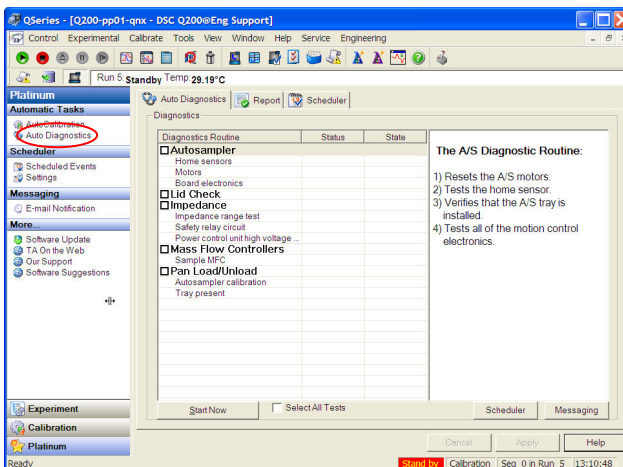 QSeries - [Q200-pp01-qnx - DSC Q200@Eng Support]
Control Experimental Calibrate Tools View Window Help Service Engineering
Run 5: Standby Temp 29.19°C
Platinum
Automatic Tasks
AutoCalibration
Auto Diagnostics
Scheduler
Scheduled Events
Settings
Messaging
E-mail Notification
More...
Software Update
TA On the Web
Our Support
Software Suggestions
Experiment
Calibration
Platinum
Auto Diagnostics Report Scheduler
Diagnostics
Diagnostics Routine Status State
Autosampler
Home sensors
Motors
Board electronics
Lid Check
Impedance
Impedance range test
Safety relay circuit
Power control unit high voltage ...
Mass Flow Controllers
Sample MFC
Pan Load/Unload
Autosampler calibration
Tray present
The A/S Diagnostic Routine:
1) Resets the A/S motors.
2) Tests the home sensor.
3) Verifies that the A/S tray is
installed.
4) Tests all of the motion control
electronics.
Start Now Select All Tests Scheduler Messaging
Cancel Apply Help
Ready Stand by Calibration Seg 0 in Run 5 13:10:48